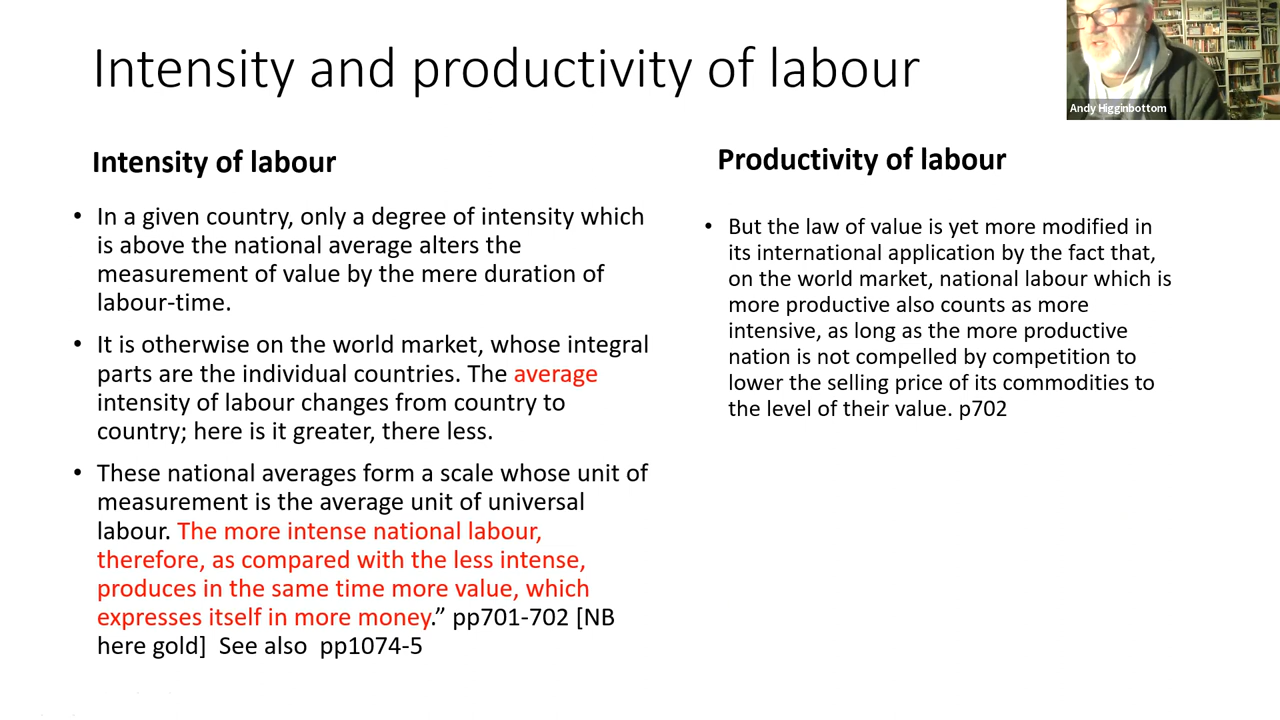 Intensity and productivity of labour
Andy Higginbottom
Intensity of labour
• In a given country, only a degree of intensity which
is above the national average alters the
measurement of value by the mere duration of
labour-time.
• It is otherwise on the world market, whose integral
parts are the individual countries. The average
intensity of labour changes from country to
country; here is it greater, there less.
• These national averages form a scale whose unit of
measurement is the average unit of universal
labour. The more intense national labour,
therefore, as compared with the less intense,
produces in the same time more value, which
expresses itself in more money.” pp701-702 [NB
here gold]  See also  pp1074-5
Productivity of labour
• But the law of value is yet more modified in
its international application by the fact that,
on the world market, national labour which is
more productive also counts as more
intensive, as long as the more productive
nation is not compelled by competition to
lower the selling price of its commodities to
the level of their value. p702